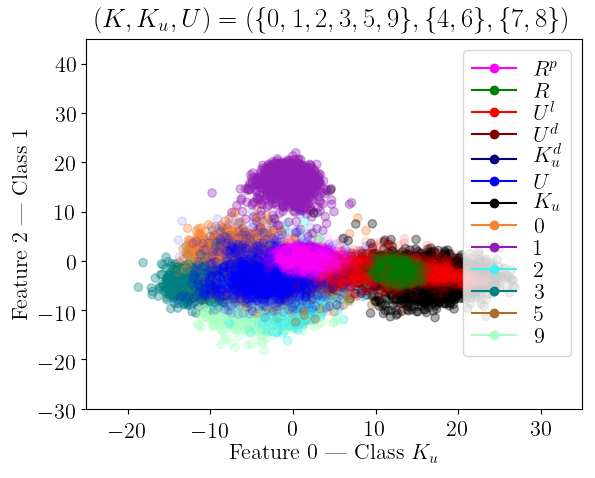 (K, K_u, U) = ({0, 1, 2, 3, 5, 9}, {4, 6}, {7, 8})
40
30
20
10
0
−10
−20
−30
Feature 2 — Class 1
R^p
R
U^l
U^d
K_u^d
U
K_u
0
1
2
3
5
9
−20 −10 0 10 20 30
Feature 0 — Class K_u